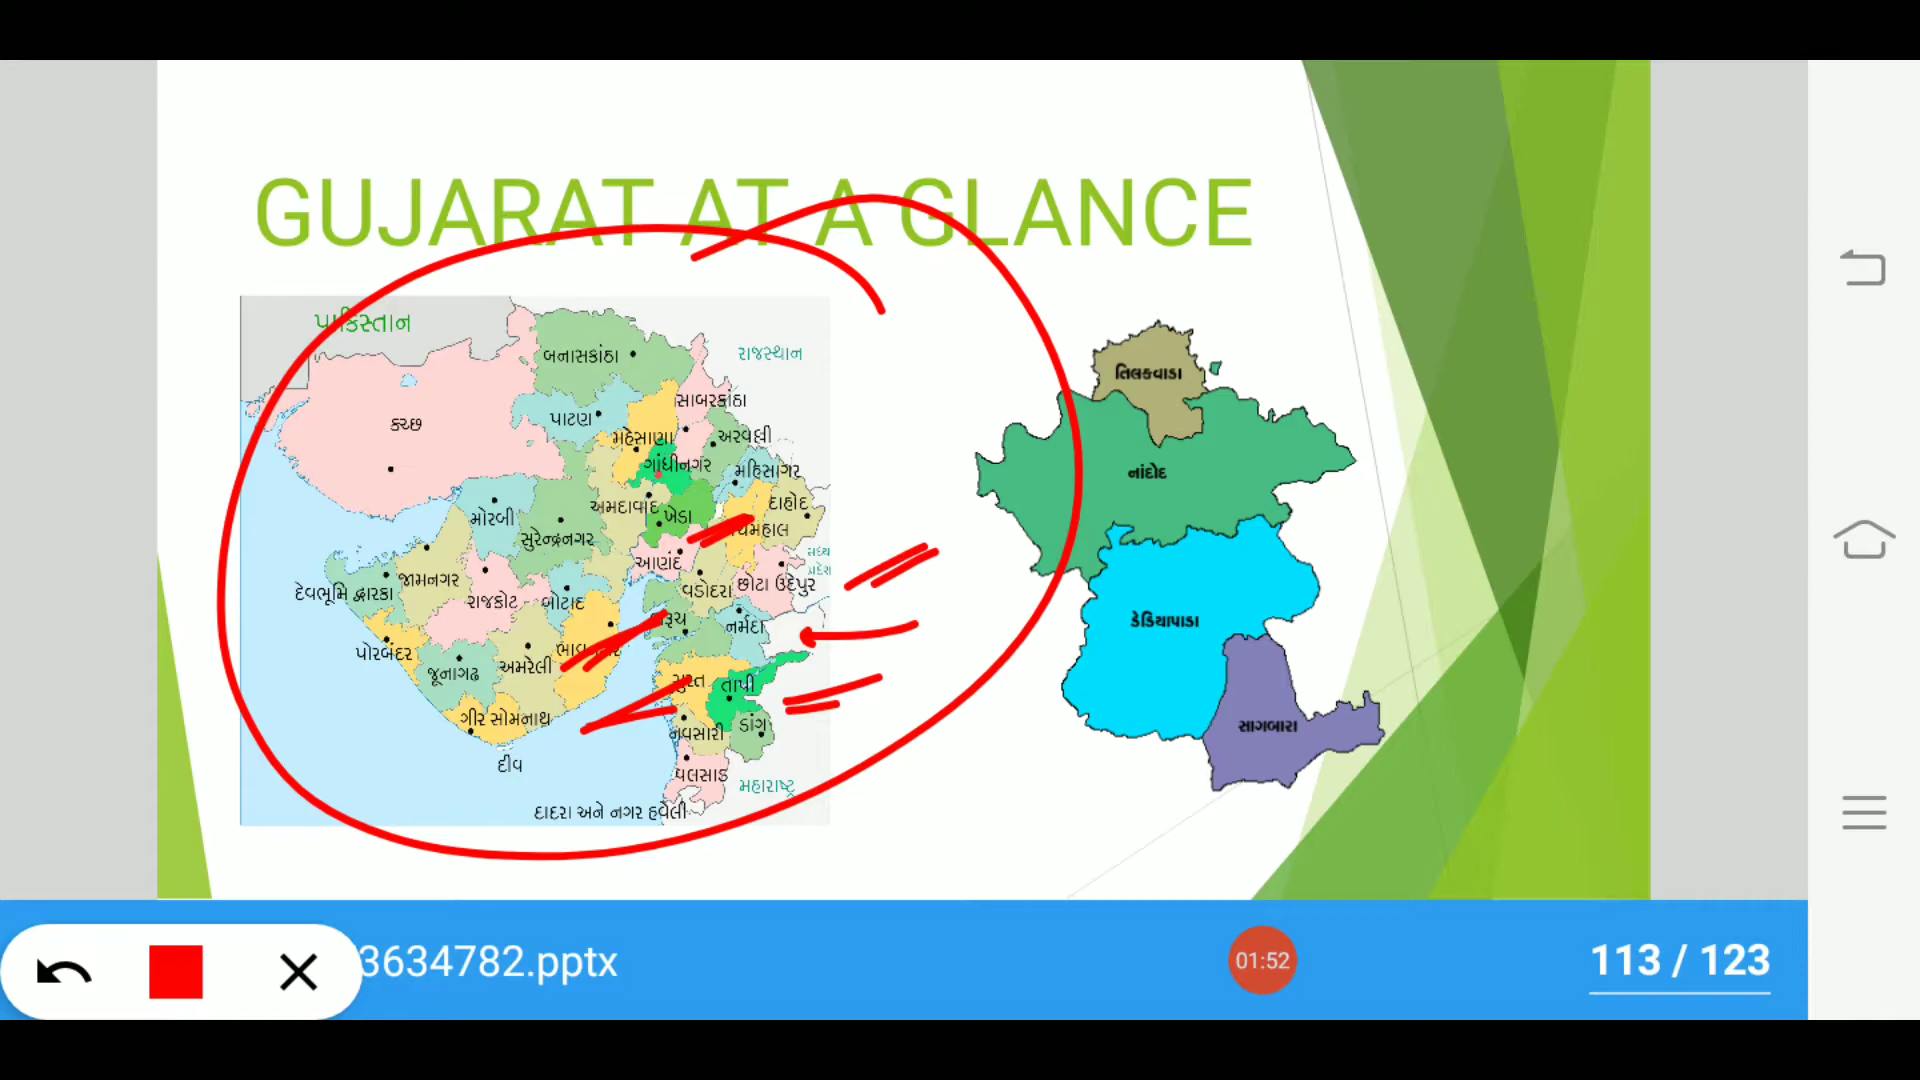 GUJARAT AT A GLANCE
પાકિસ્તાન
બનાસકાંઠા
રાજસ્થાન
સાબરકાંઠા
પાટણ
કચ્છ
મહેસાણા
અરવલ્લી
ગાંધીનગર
મહિસાગર
અમદાવાદ
ખેડા
દાહોદ
મોરબી
સુરેન્દ્રનગર
આણંદ
મધ્ય
પ્રદેશ
જામનગર
દેવભૂમિ દ્વારકા
રાજકોટ
બોટાદ
વડોદરા
છોટા ઉદેપુર
નર્મદા
પોરબંદર
જૂનાગઢ
અમરેલી
તાપી
ગીર સોમનાથ
નવસારી
ડાંગ
દીવ
વલસાડ
મહારાષ્ટ્ર
દાદરા અને નગર હવેલી
તિલકવાડા
નાંદોદ
ડેડિયાપાડા
સાગબારા
3634782.pptx
01:52
113 / 123